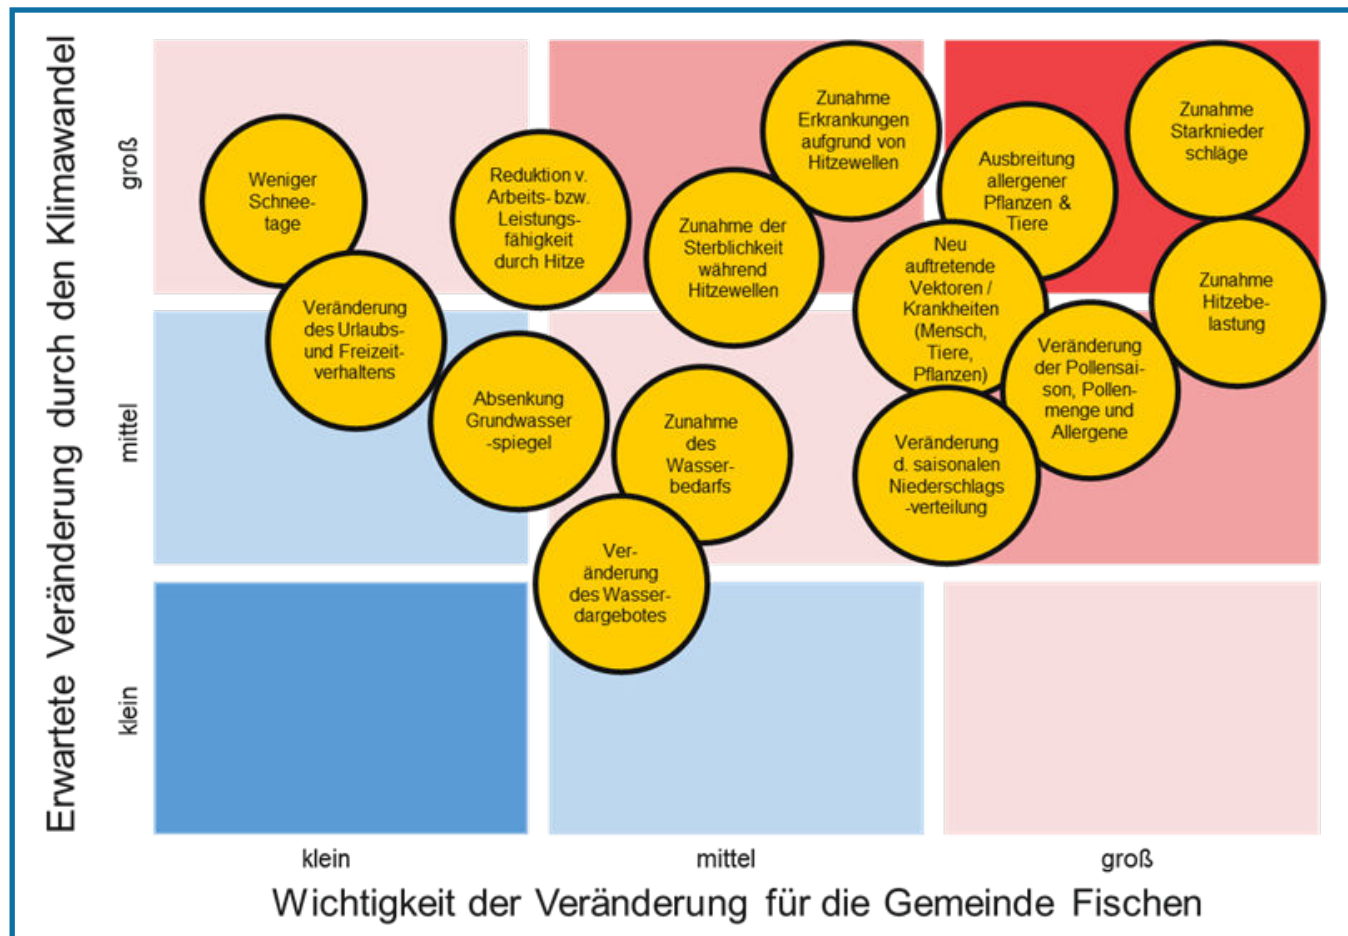 Erwartete Veränderung durch den Klimawandel
groß
mittel
klein
Weniger
Schnee-
tage
Reduktion v.
Arbeits- bzw.
Leistungs-
fähigkeit
durch Hitze
Zunahme der
Sterblichkeit
während
Hitzewellen
Zunahme
Erkrankungen
aufgrund von
Hitzewellen
Ausbreitung
allergener
Pflanzen &
Tiere
Zunahme
Starknieder
schläge
Veränderung
des Urlaubs-
und Freizeit-
verhaltens
Absenkung
Grundwasser
-spiegel
Zunahme
des
Wasser-
bedarfs
Neu
auftretende
Vektoren /
Krankheiten
(Mensch,
Tiere,
Pflanzen)
Veränderung
der Pollensai-
son, Pollen-
menge und
Allergene
Zunahme
Hitzebe-
lastung
Veränderung
d. saisonalen
Niederschlags
-verteilung
Ver-
änderung
des Wasser-
dargebotes
klein
mittel
groß
Wichtigkeit der Veränderung für die Gemeinde Fischen